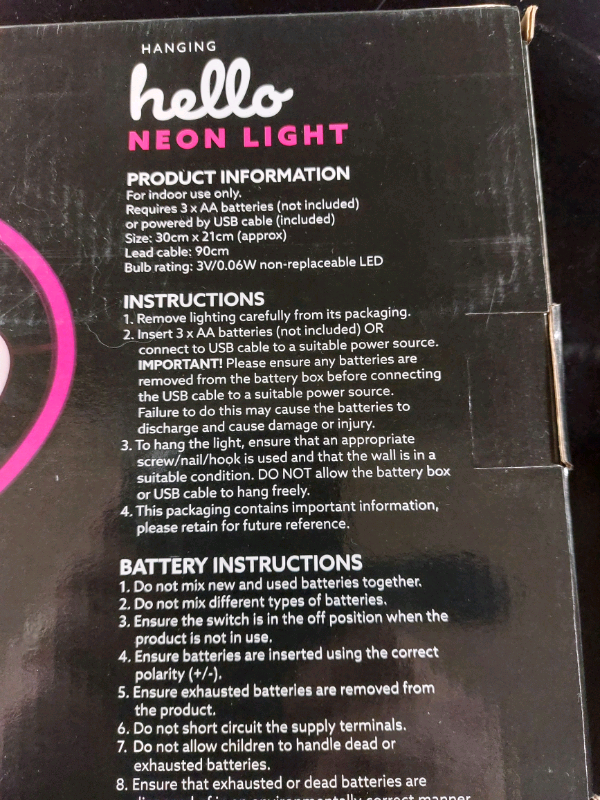 HANGING
hello
NEON LIGHT
PRODUCT INFORMATION
For indoor use only.
Requires 3 x AA batteries (not included)
or powered by USB cable (included)
Size: 30cm x 21cm (approx)
Lead cable: 90cm
Bulb rating: 3V/0.06W non-replaceable LED
INSTRUCTIONS
1. Remove lighting carefully from its packaging.
2. Insert 3 x AA batteries (not included) OR
connect to USB cable to a suitable power source.
IMPORTANT! Please ensure any batteries are
removed from the battery box before connecting
the USB cable to a suitable power source.
Failure to do this may cause the batteries to
discharge and cause damage or injury.
3. To hang the light, ensure that an appropriate
screw/nail/hook is used and that the wall is in a
suitable condition. DO NOT allow the battery box
or USB cable to hang freely.
4. This packaging contains important information,
please retain for future reference.
BATTERY INSTRUCTIONS
1. Do not mix new and used batteries together.
2. Do not mix different types of batteries.
3. Ensure the switch is in the off position when the
product is not in use.
4. Ensure batteries are inserted using the correct
polarity (+/-).
5. Ensure exhausted batteries are removed from
the product.
6. Do not short circuit the supply terminals.
7. Do not allow children to handle dead or
exhausted batteries.
8. Ensure that exhausted or dead batteries are
environmentally correct manner